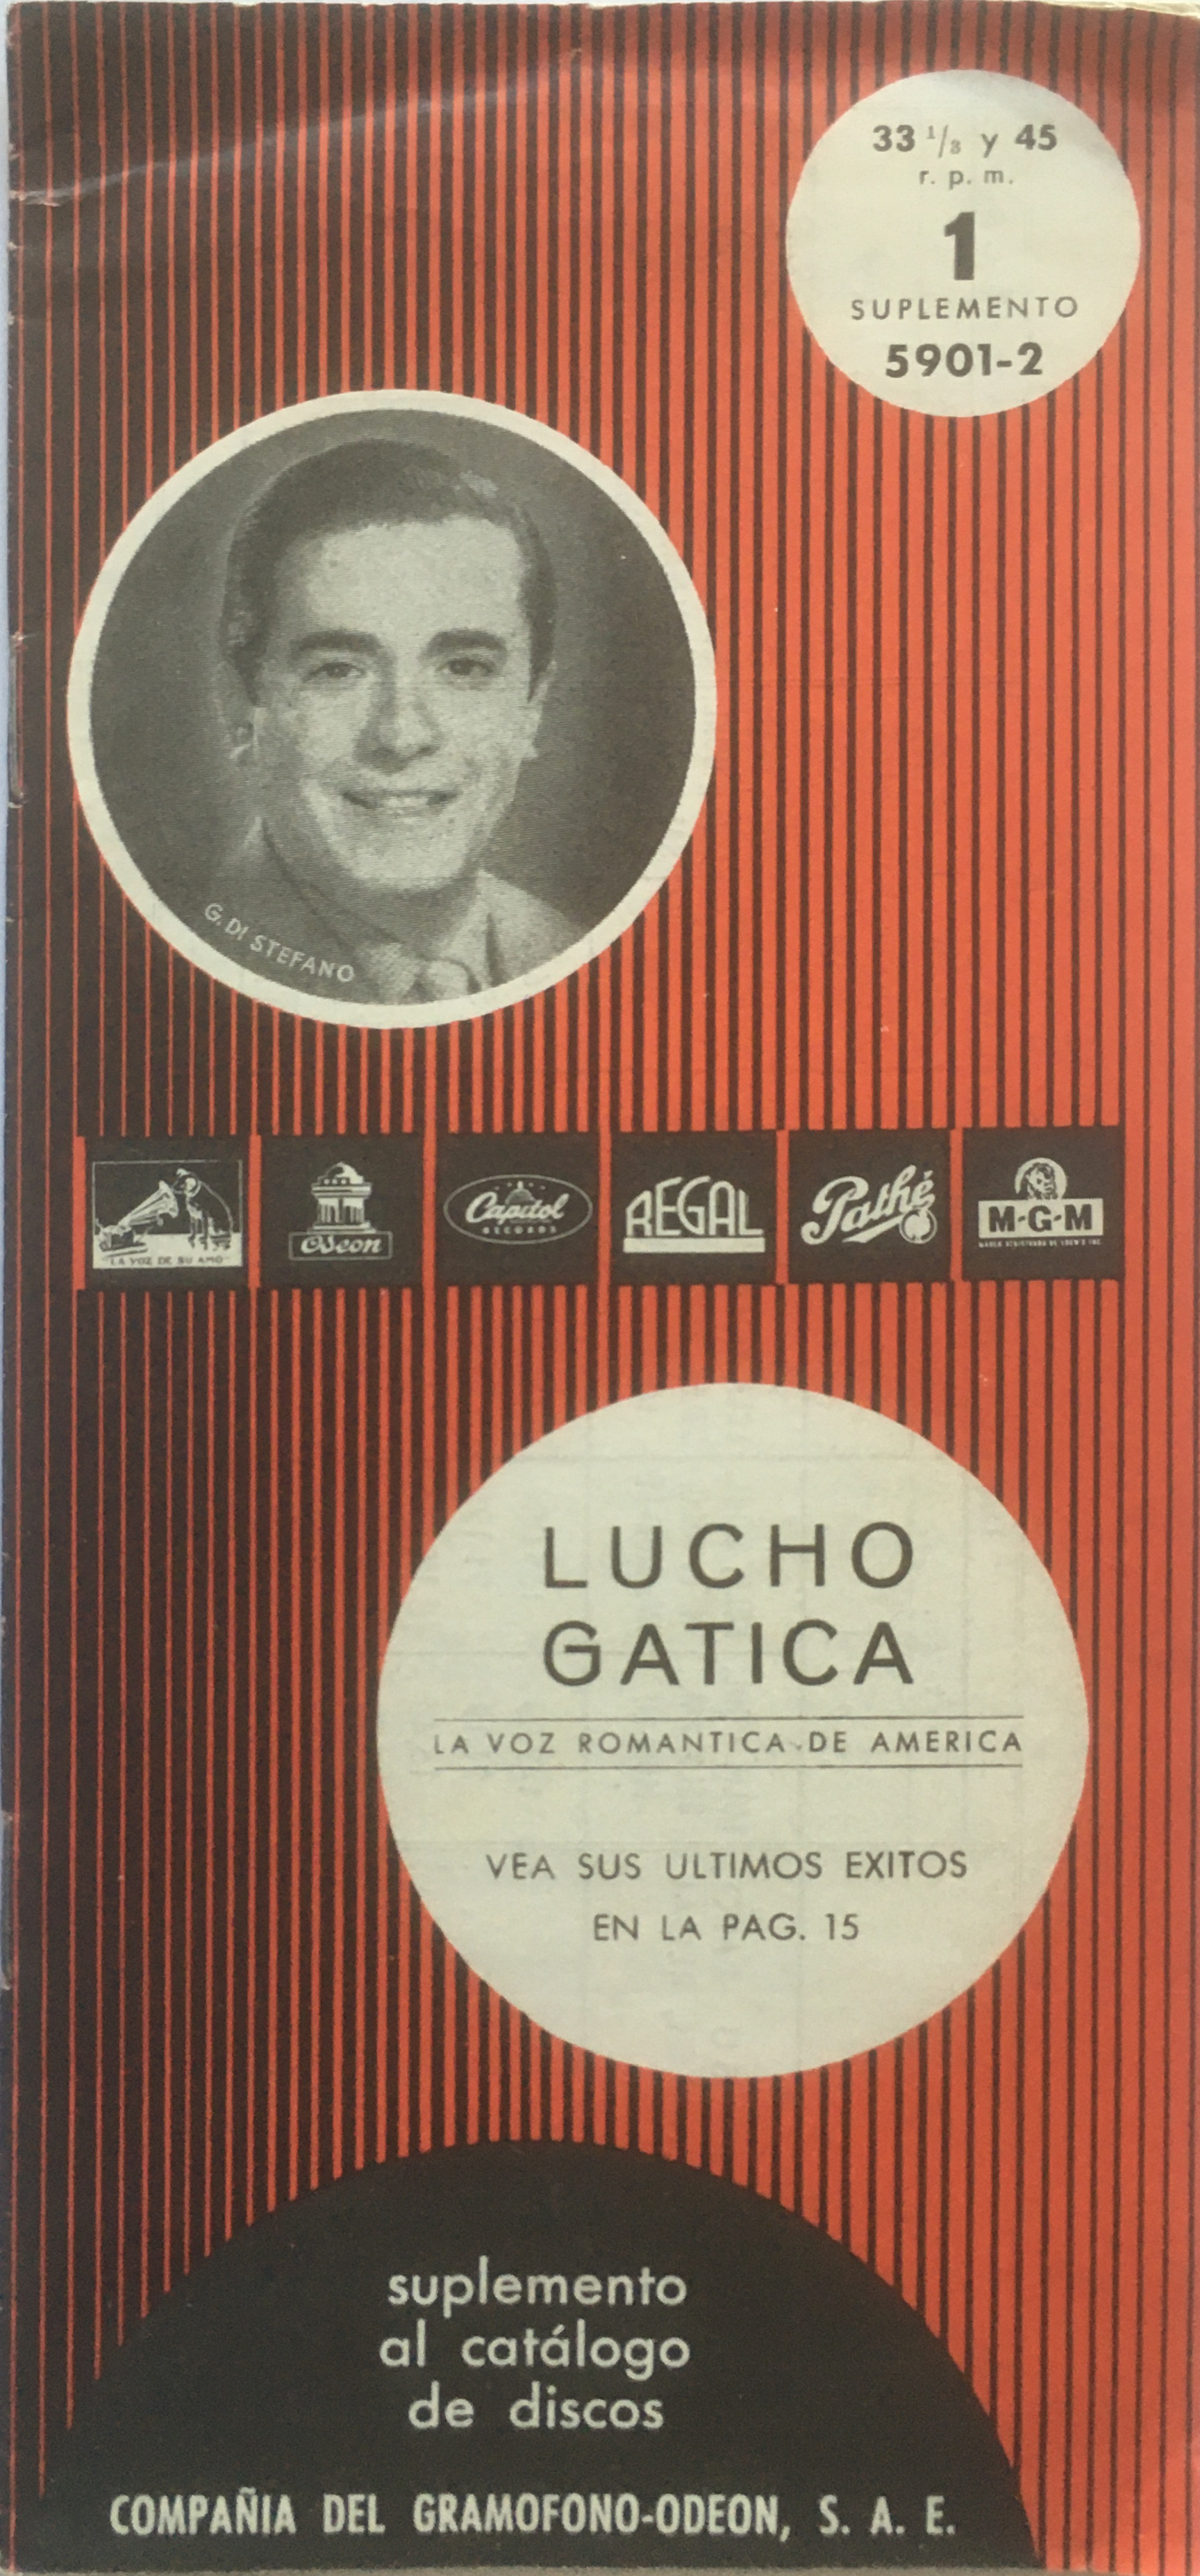 33 1/3 y 45
r. p. m.
1
SUPLEMENTO
5901-2
G. DI STEFANO
"LA VOZ DE SU AMO"
Odeon
Capitol
RECORDS
REGAL
Pathé
M-G-M
LUCHO
GATICA
LA VOZ ROMANTICA DE AMERICA
VEA SUS ULTIMOS EXITOS
EN LA PAG. 15
suplemento
al catálogo
de discos
COMPAÑIA DEL GRAMOFONO-ODEON, S. A. E.